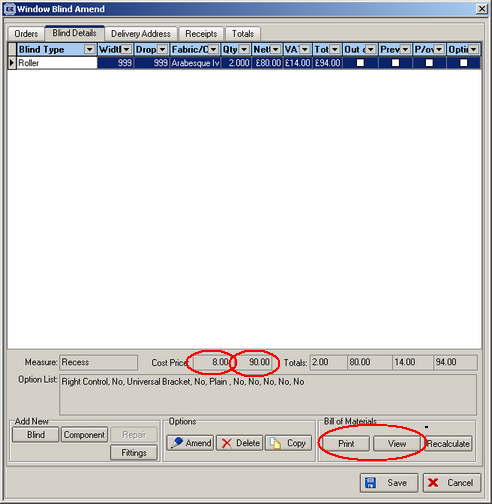 Window Blind Amend
Orders Blind Details Delivery Address Receipts Totals
Blind Type Widtl Drop Fabric/C Qty Nett VA Tot Out o Prev P/ov Optio
Roller 999 999 Arabesque Iv 2.000 £80.00 £14.00 £94.00
Measure: Recess Cost Price: 8.00 90.00 Totals: 2.00 80.00 14.00 94.00
Option List: Right Control, No, Universal Bracket, No, Plain , No, No, No, No, No
Add New Options Bill of Materials
Blind Component Repair Amend Delete Copy Print View Recalculate
Fittings
Save Cancel